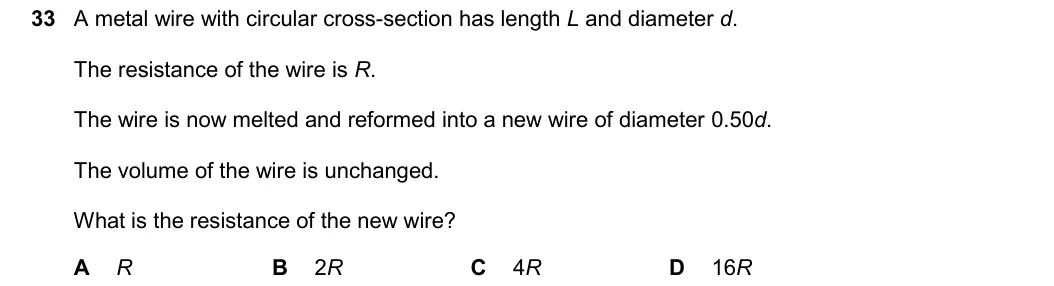 33 A metal wire with circular cross-section has length L and diameter d.
The resistance of the wire is R.
The wire is now melted and reformed into a new wire of diameter 0.50d.
The volume of the wire is unchanged.
What is the resistance of the new wire?
A R B 2R C 4R D 16R